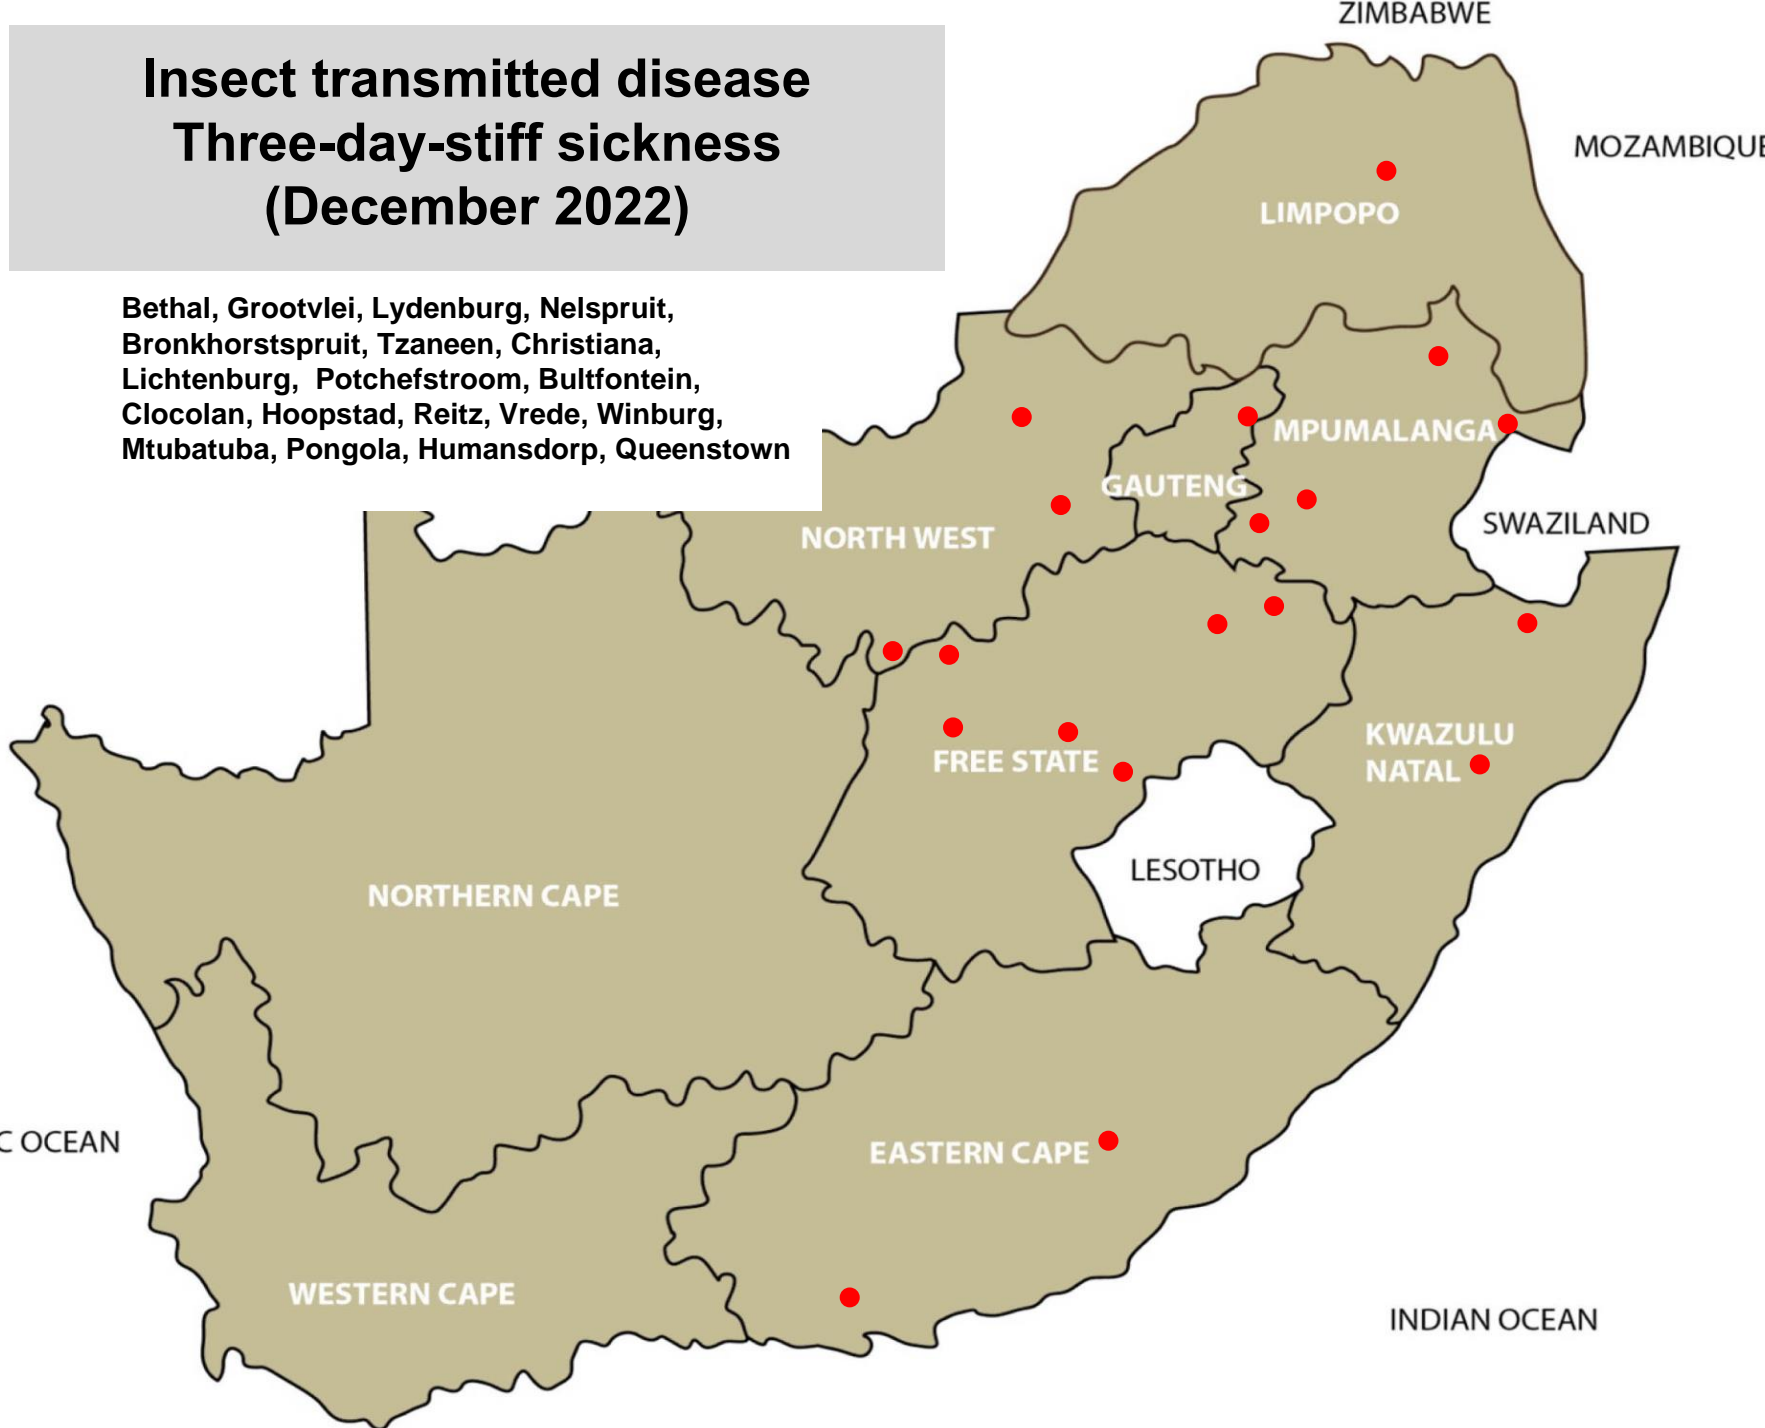 ZIMBABWE
Insect transmitted disease
Three-day-stiff sickness
(December 2022)
MOZAMBIQUE
LIMPOPO
Bethal, Grootvlei, Lydenburg, Nelspruit,
Bronkhorstspruit, Tzaneen, Christiana,
Lichtenburg, Potchefstroom, Bultfontein,
Clocolan, Hoopstad, Reitz, Vrede, Winburg,
Mtubatuba, Pongola, Humansdorp, Queenstown
MPUMALANGA
GAUTENG
NORTH WEST
SWAZILAND
KWAZULU
NATAL
FREE STATE
LESOTHO
NORTHERN CAPE
C OCEAN
EASTERN CAPE
WESTERN CAPE
INDIAN OCEAN